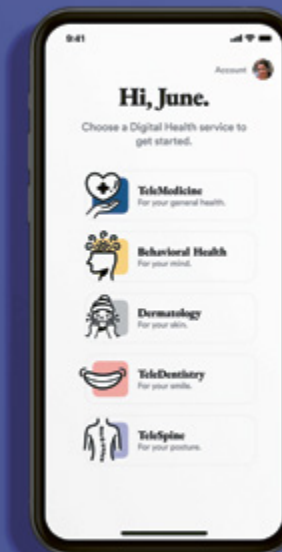 9:41
Account
Hi, June.
Choose a Digital Health service to
get started.
TeleMedicine
For your general health.
Behavioral Health
For your mind.
Dermatology
For your skin.
TeleDentistry
For your smile.
TeleSpine
For your posture.